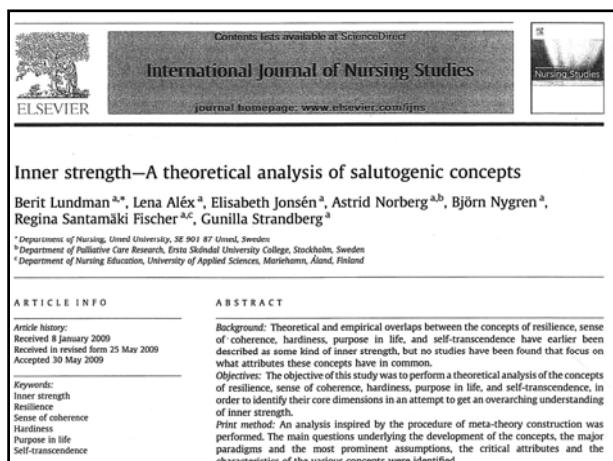 Contents lists available at ScienceDirect
International Journal of Nursing Studies
journal homepage: www.elsevier.com/ijns
ELSEVIER
Nursing Studies
Inner strength—A theoretical analysis of salutogenic concepts
Berit Lundman a,*, Lena Aléx a, Elisabeth Jonsén a, Astrid Norberg a,b, Björn Nygren a,
Regina Santamäki Fischer a,c, Gunilla Strandberg a
a Department of Nursing, Umeå University, SE 901 87 Umeå, Sweden
b Department of Palliative Care Research, Ersta Sköndal University College, Stockholm, Sweden
c Department of Nursing Education, University of Applied Sciences, Mariehamn, Åland, Finland
ARTICLE INFO
Article history:
Received 8 January 2009
Received in revised form 25 May 2009
Accepted 30 May 2009
Keywords:
Inner strength
Resilience
Sense of coherence
Hardiness
Purpose in life
Self-transcendence
ABSTRACT
Background: Theoretical and empirical overlaps between the concepts of resilience, sense
of coherence, hardiness, purpose in life, and self-transcendence have earlier been
described as some kind of inner strength, but no studies have been found that focus on
what attributes these concepts have in common.
Objectives: The objective of this study was to perform a theoretical analysis of the concepts
of resilience, sense of coherence, hardiness, purpose in life, and self-transcendence, in
order to identify their core dimensions in an attempt to get an overarching understanding
of inner strength.
Print method: An analysis inspired by the procedure of meta-theory construction was
performed. The main questions underlying the development of the concepts, the major
paradigms and the most prominent assumptions, the critical attributes and the
characteristics of the various concepts were identified.